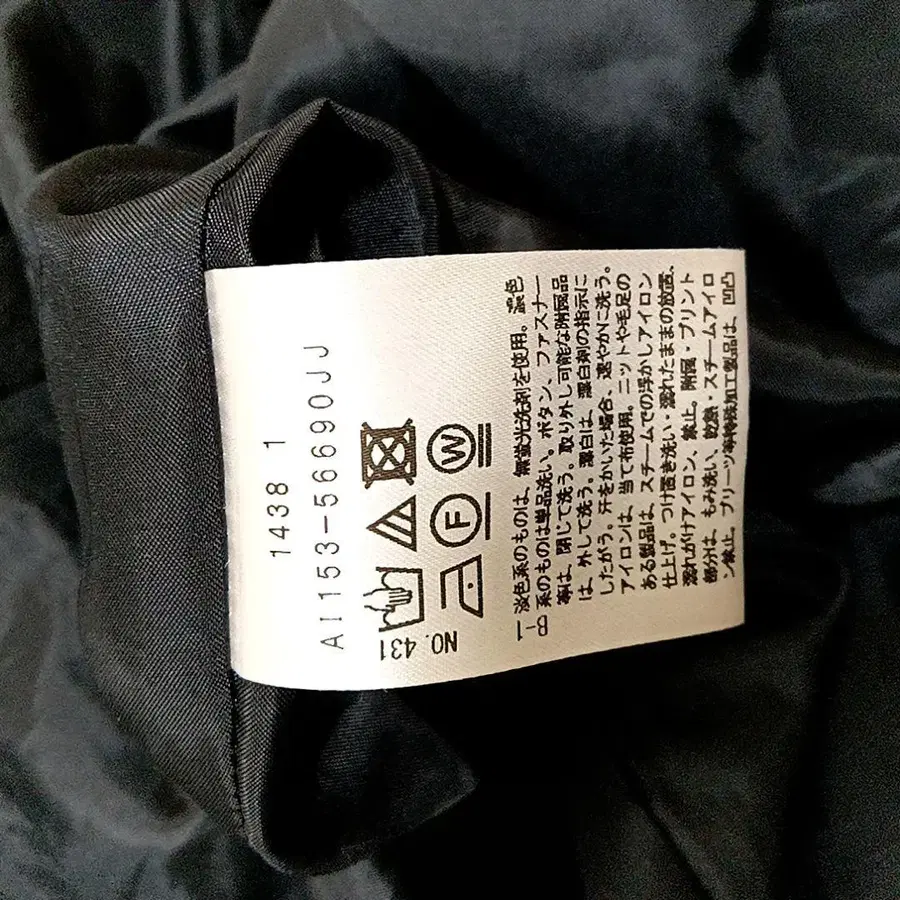 1438 1
AI153-56690JJ
NO.431
W
F
B-1
淡色系のものは、無蛍光洗剤を使用。濃色
系のものは単品洗い。ボタン、ファスナー
等は、閉じて洗う。取り外し可能な附属品
は、外して洗う。漂白は、漂白剤の指示に
したがう。汗をかいた場合、速やかに洗う。
アイロンは、当て布使用。ニットや毛足の
ある製品は、スチームでの浮かしアイロン
仕上げ。つけ置き洗い・濡れたままの放置、
濡れがけアイロン、禁止。附属・プリント
部分は、もみ洗い、乾熱・スチームアイロ
ン禁止。プリーツ等特殊加工製品は、凹凸